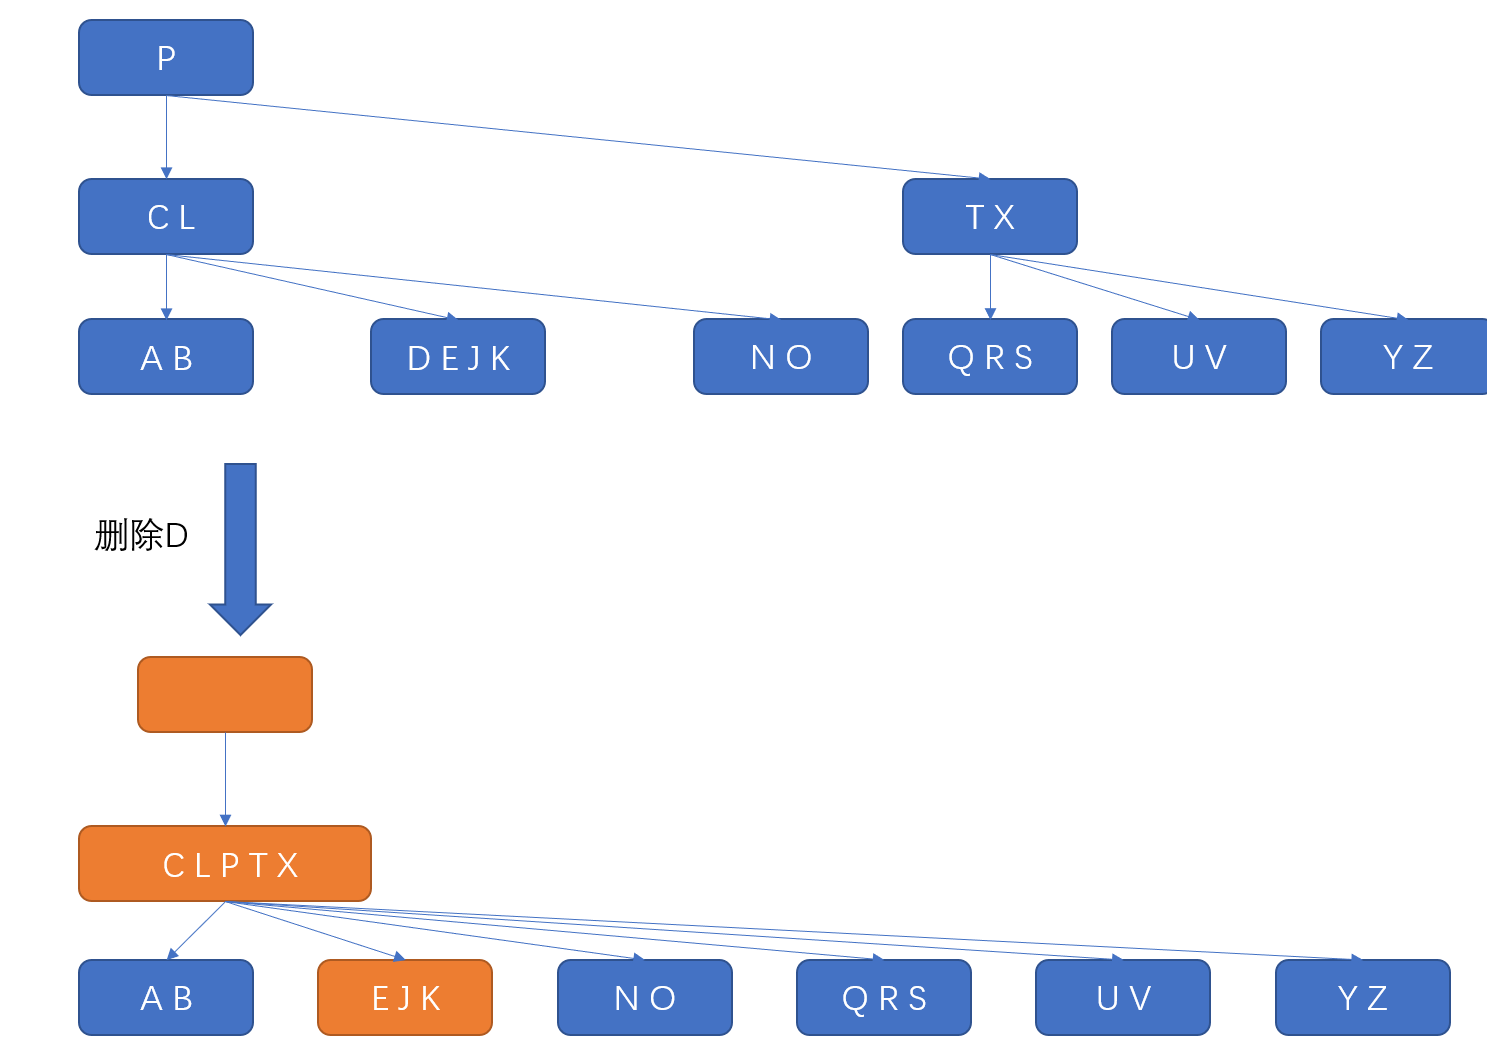 P
C L
T X
A B
D E J K
N O
Q R S
U V
Y Z
删除D
C L P T X
A B
E J K
N O
Q R S
U V
Y Z